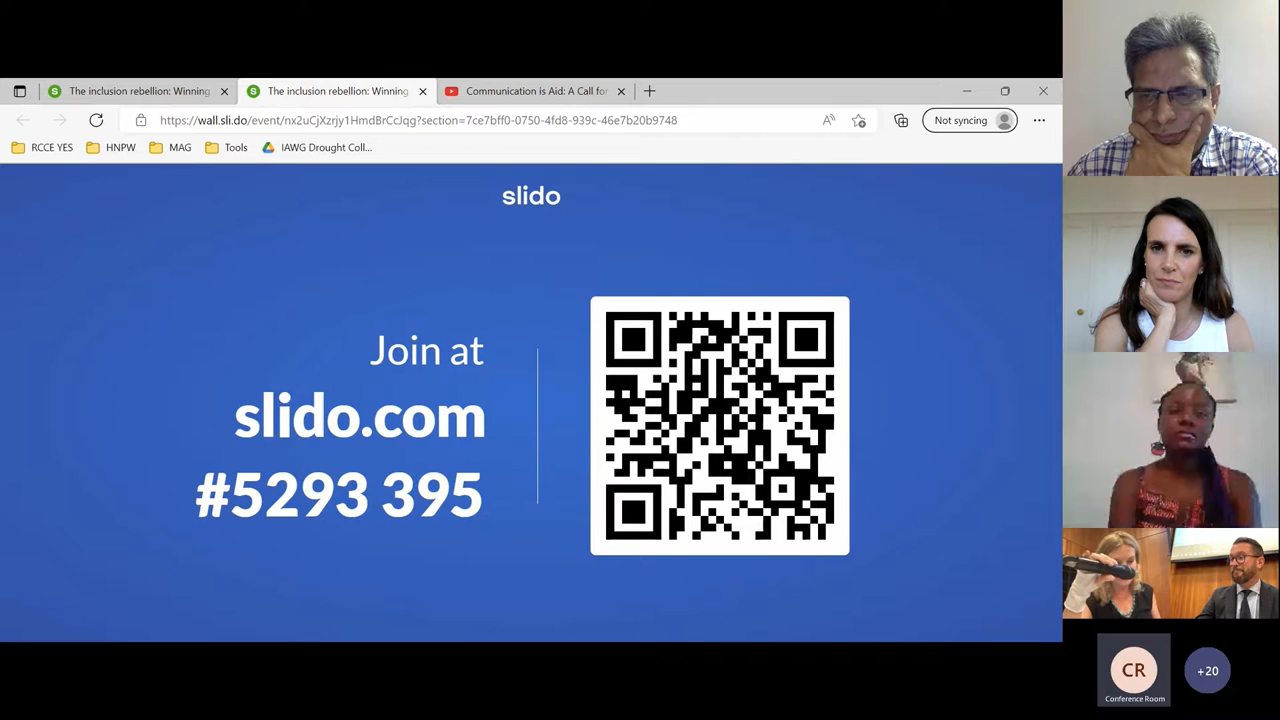 The inclusion rebellion: Winning
The inclusion rebellion: Winning
Communication is Aid: A Call for
https://wall.sli.do/event/nx2uCjXzrjy1HmdBrCcJqg?section=7ce7bff0-0750-4fd8-939c-46e7b20b9748
Not syncing
RCCE YES
HNPW
MAG
Tools
IAWG Drought Coll...
slido
Join at
slido.com
#5293 395
CR
Conference Room
+20